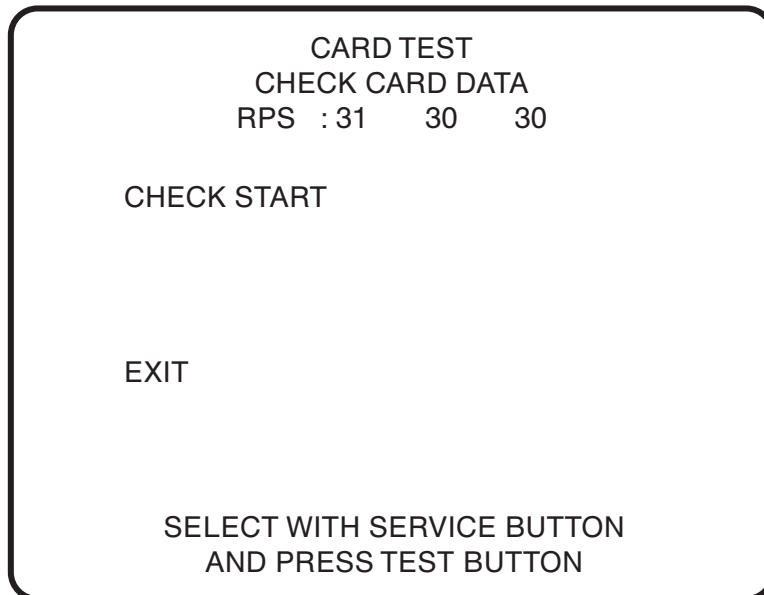 CARD TEST
CHECK CARD DATA
RPS : 31 30 30
CHECK START
EXIT
SELECT WITH SERVICE BUTTON
AND PRESS TEST BUTTON